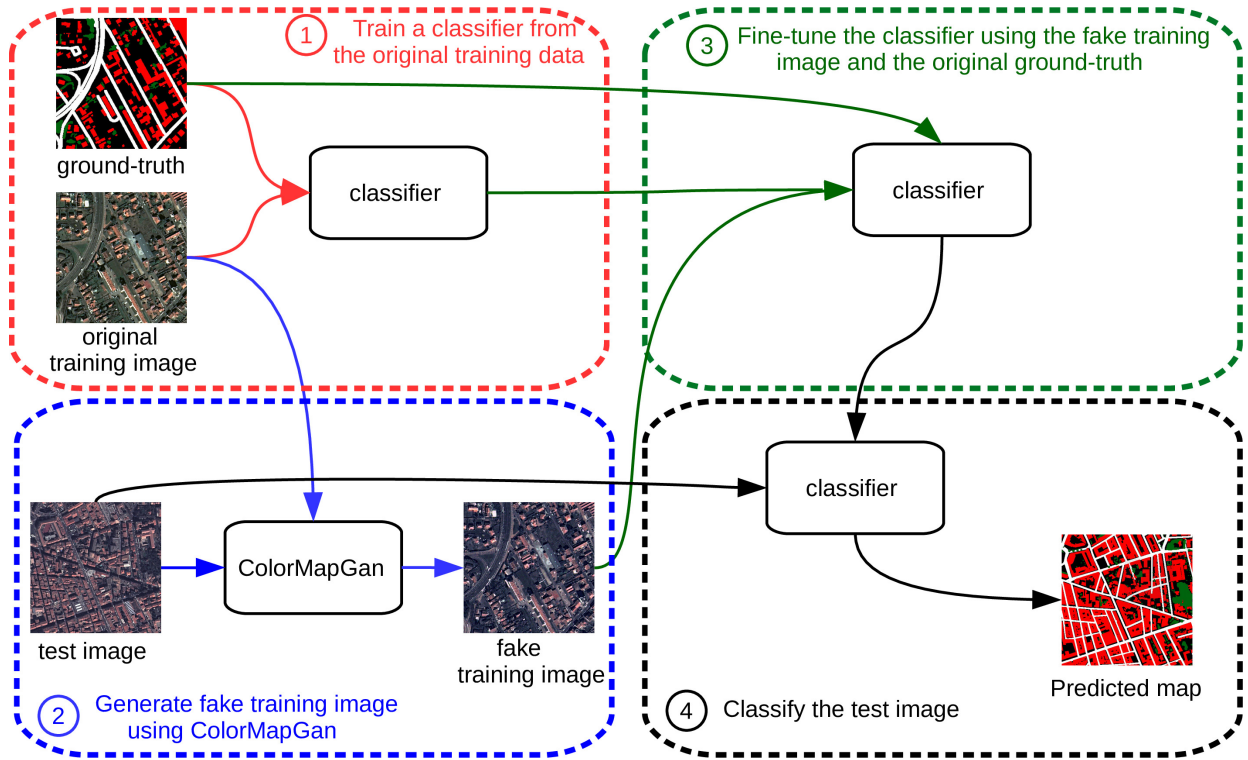 1
Train a classifier from
the original training data
ground-truth
classifier
original
training image
3
Fine-tune the classifier using the fake training
image and the original ground-truth
classifier
test image
ColorMapGan
fake
training image
2
Generate fake training image
using ColorMapGan
classifier
Predicted map
4
Classify the test image